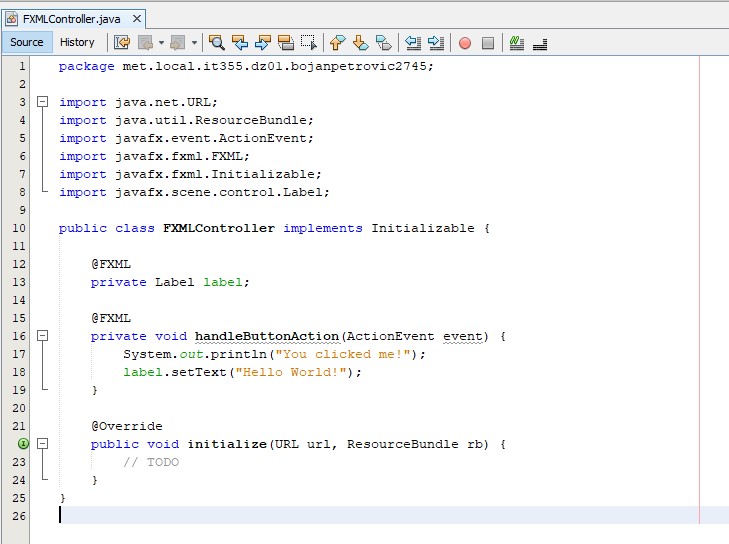 FXMLController.java
Source History
1 package met.local.it355.dz01.bojanpetrovic2745;
2
3 import java.net.URL;
4 import java.util.ResourceBundle;
5 import javafx.event.ActionEvent;
6 import javafx.fxml.FXML;
7 import javafx.fxml.Initializable;
8 import javafx.scene.control.Label;
9
10 public class FXMLController implements Initializable {
11
12 @FXML
13 private Label label;
14
15 @FXML
16 private void handleButtonAction(ActionEvent event) {
17 System.out.println("You clicked me!");
18 label.setText("Hello World!");
19 }
20
21 @Override
public void initialize(URL url, ResourceBundle rb) {
23 // TODO
24 }
25 }
26